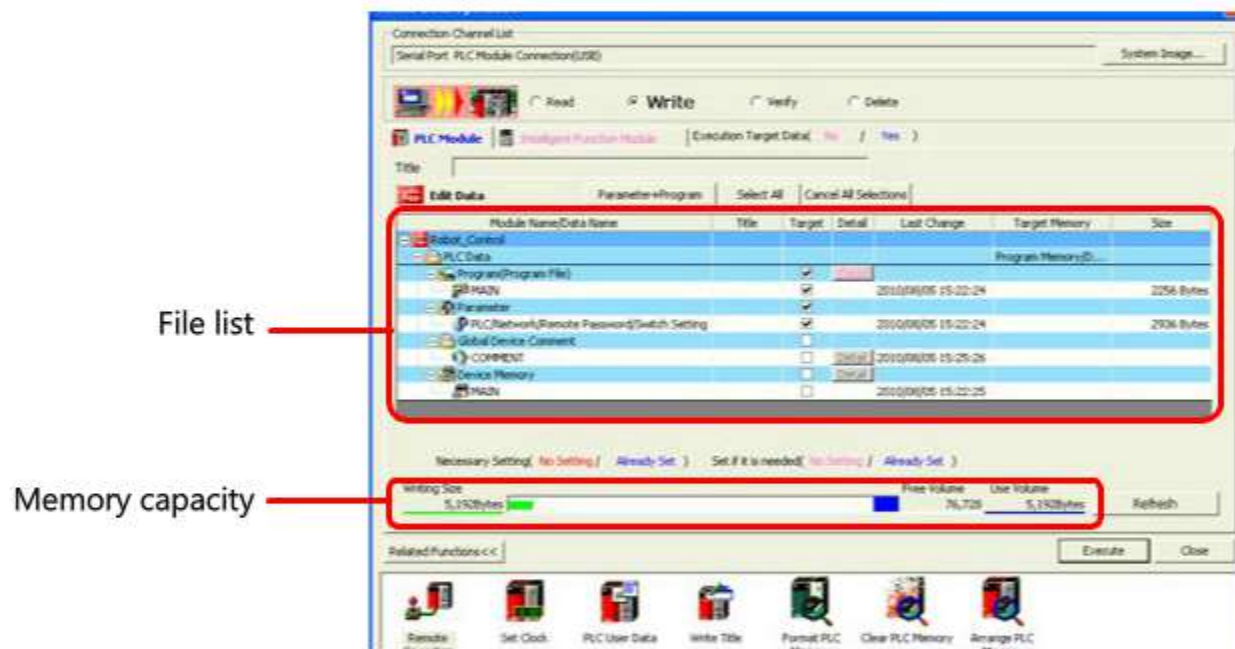 Connection Channel List
Serial Port PLC Module Connection(USB)
System Image...
Read
Write
Verify
Delete
PLC Module
Intelligent Function Module
Execution Target Data( No / Yes )
Title
Edit Data
Parameter+Program
Select All
Cancel All Selections
Module Name/Data Name Title Target Detail Last Change Target Memory Size
Robot_Control
PLC Data Program Memory/D...
Program(Program File)
MAIN 2010/08/05 15:22:24 2256 Bytes
Parameter
PLC/Network/Remote Password/Switch Setting 2010/08/05 15:22:24 2936 Bytes
Global Device Comment
COMMENT Detail 2010/08/05 15:25:26
Device Memory Detail
MAIN 2010/08/05 15:22:25
File list
Necessary Setting( No Setting / Already Set ) Set if it is needed( No Setting / Already Set )
Memory capacity
Writing Size Free Volume Use Volume
5,192Bytes 76,728 5,192Bytes Refresh
Related Functions<<
Execute
Close
Remote
Set Clock
PLC User Data
Write Title
Format PLC
Clear PLC Memory
Arrange PLC